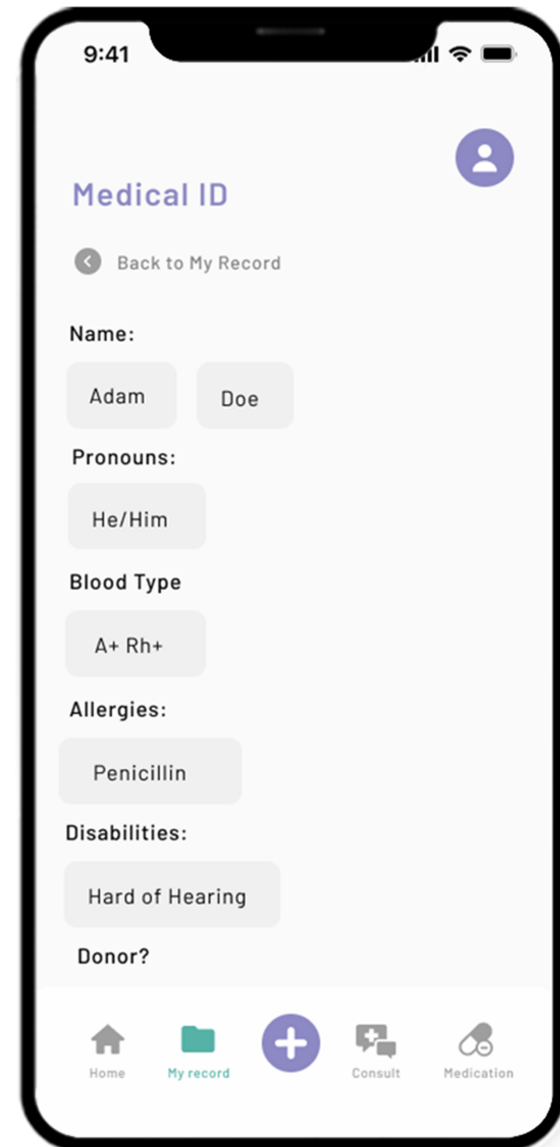 9:41
Medical ID
Back to My Record
Name:
Adam Doe
Pronouns:
He/Him
Blood Type
A+ Rh+
Allergies:
Penicillin
Disabilities:
Hard of Hearing
Donor?
Home My record Consult Medication